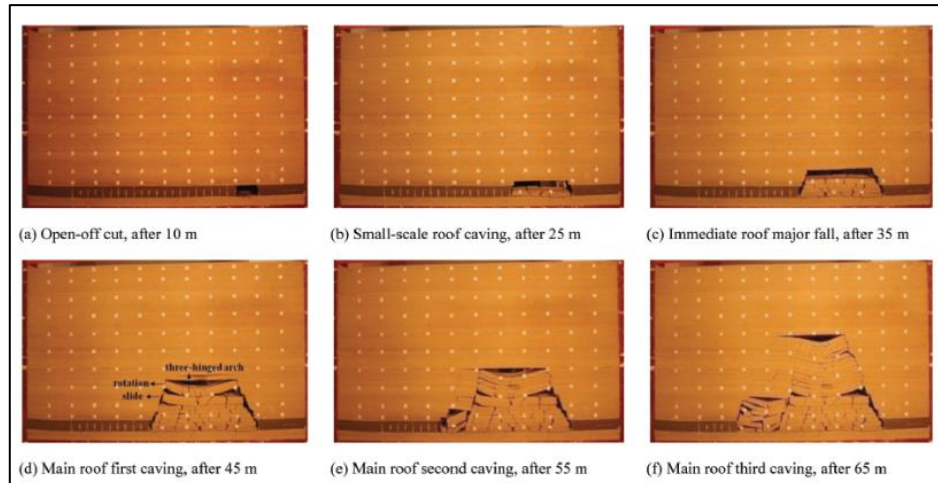 (a) Open-off cut, after 10 m
(b) Small-scale roof caving, after 25 m
(c) Immediate roof major fall, after 35 m
three-hinged arch
rotation
slide
(d) Main roof first caving, after 45 m
(e) Main roof second caving, after 55 m
(f) Main roof third caving, after 65 m